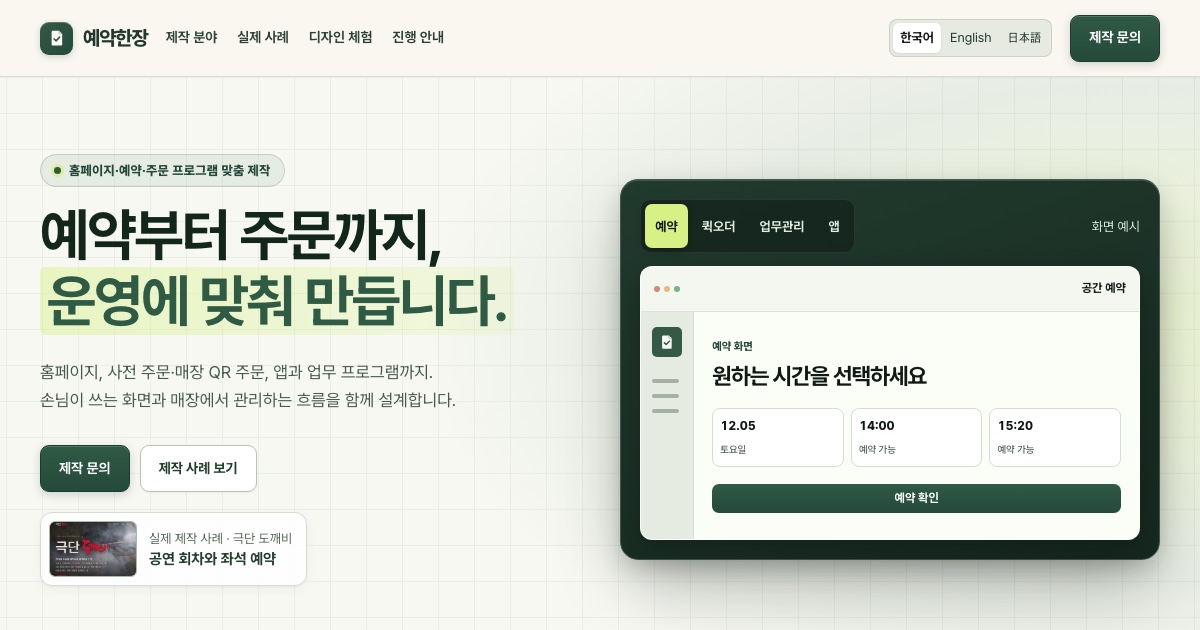 예약한장
제작 분야
실제 사례
디자인 체험
진행 안내
한국어
English
日本語
제작 문의
홈페이지·예약·주문 프로그램 맞춤 제작
예약부터 주문까지,
운영에 맞춰 만듭니다.
홈페이지, 사전 주문·매장 QR 주문, 앱과 업무 프로그램까지.
손님이 쓰는 화면과 매장에서 관리하는 흐름을 함께 설계합니다.
제작 문의
제작 사례 보기
극단
실제 제작 사례 · 극단 도깨비
공연 회차와 좌석 예약
예약
퀵오더
업무관리
앱
화면 예시
공간 예약
예약 화면
원하는 시간을 선택하세요
12.05
토요일
14:00
예약 가능
15:20
예약 가능
예약 확인